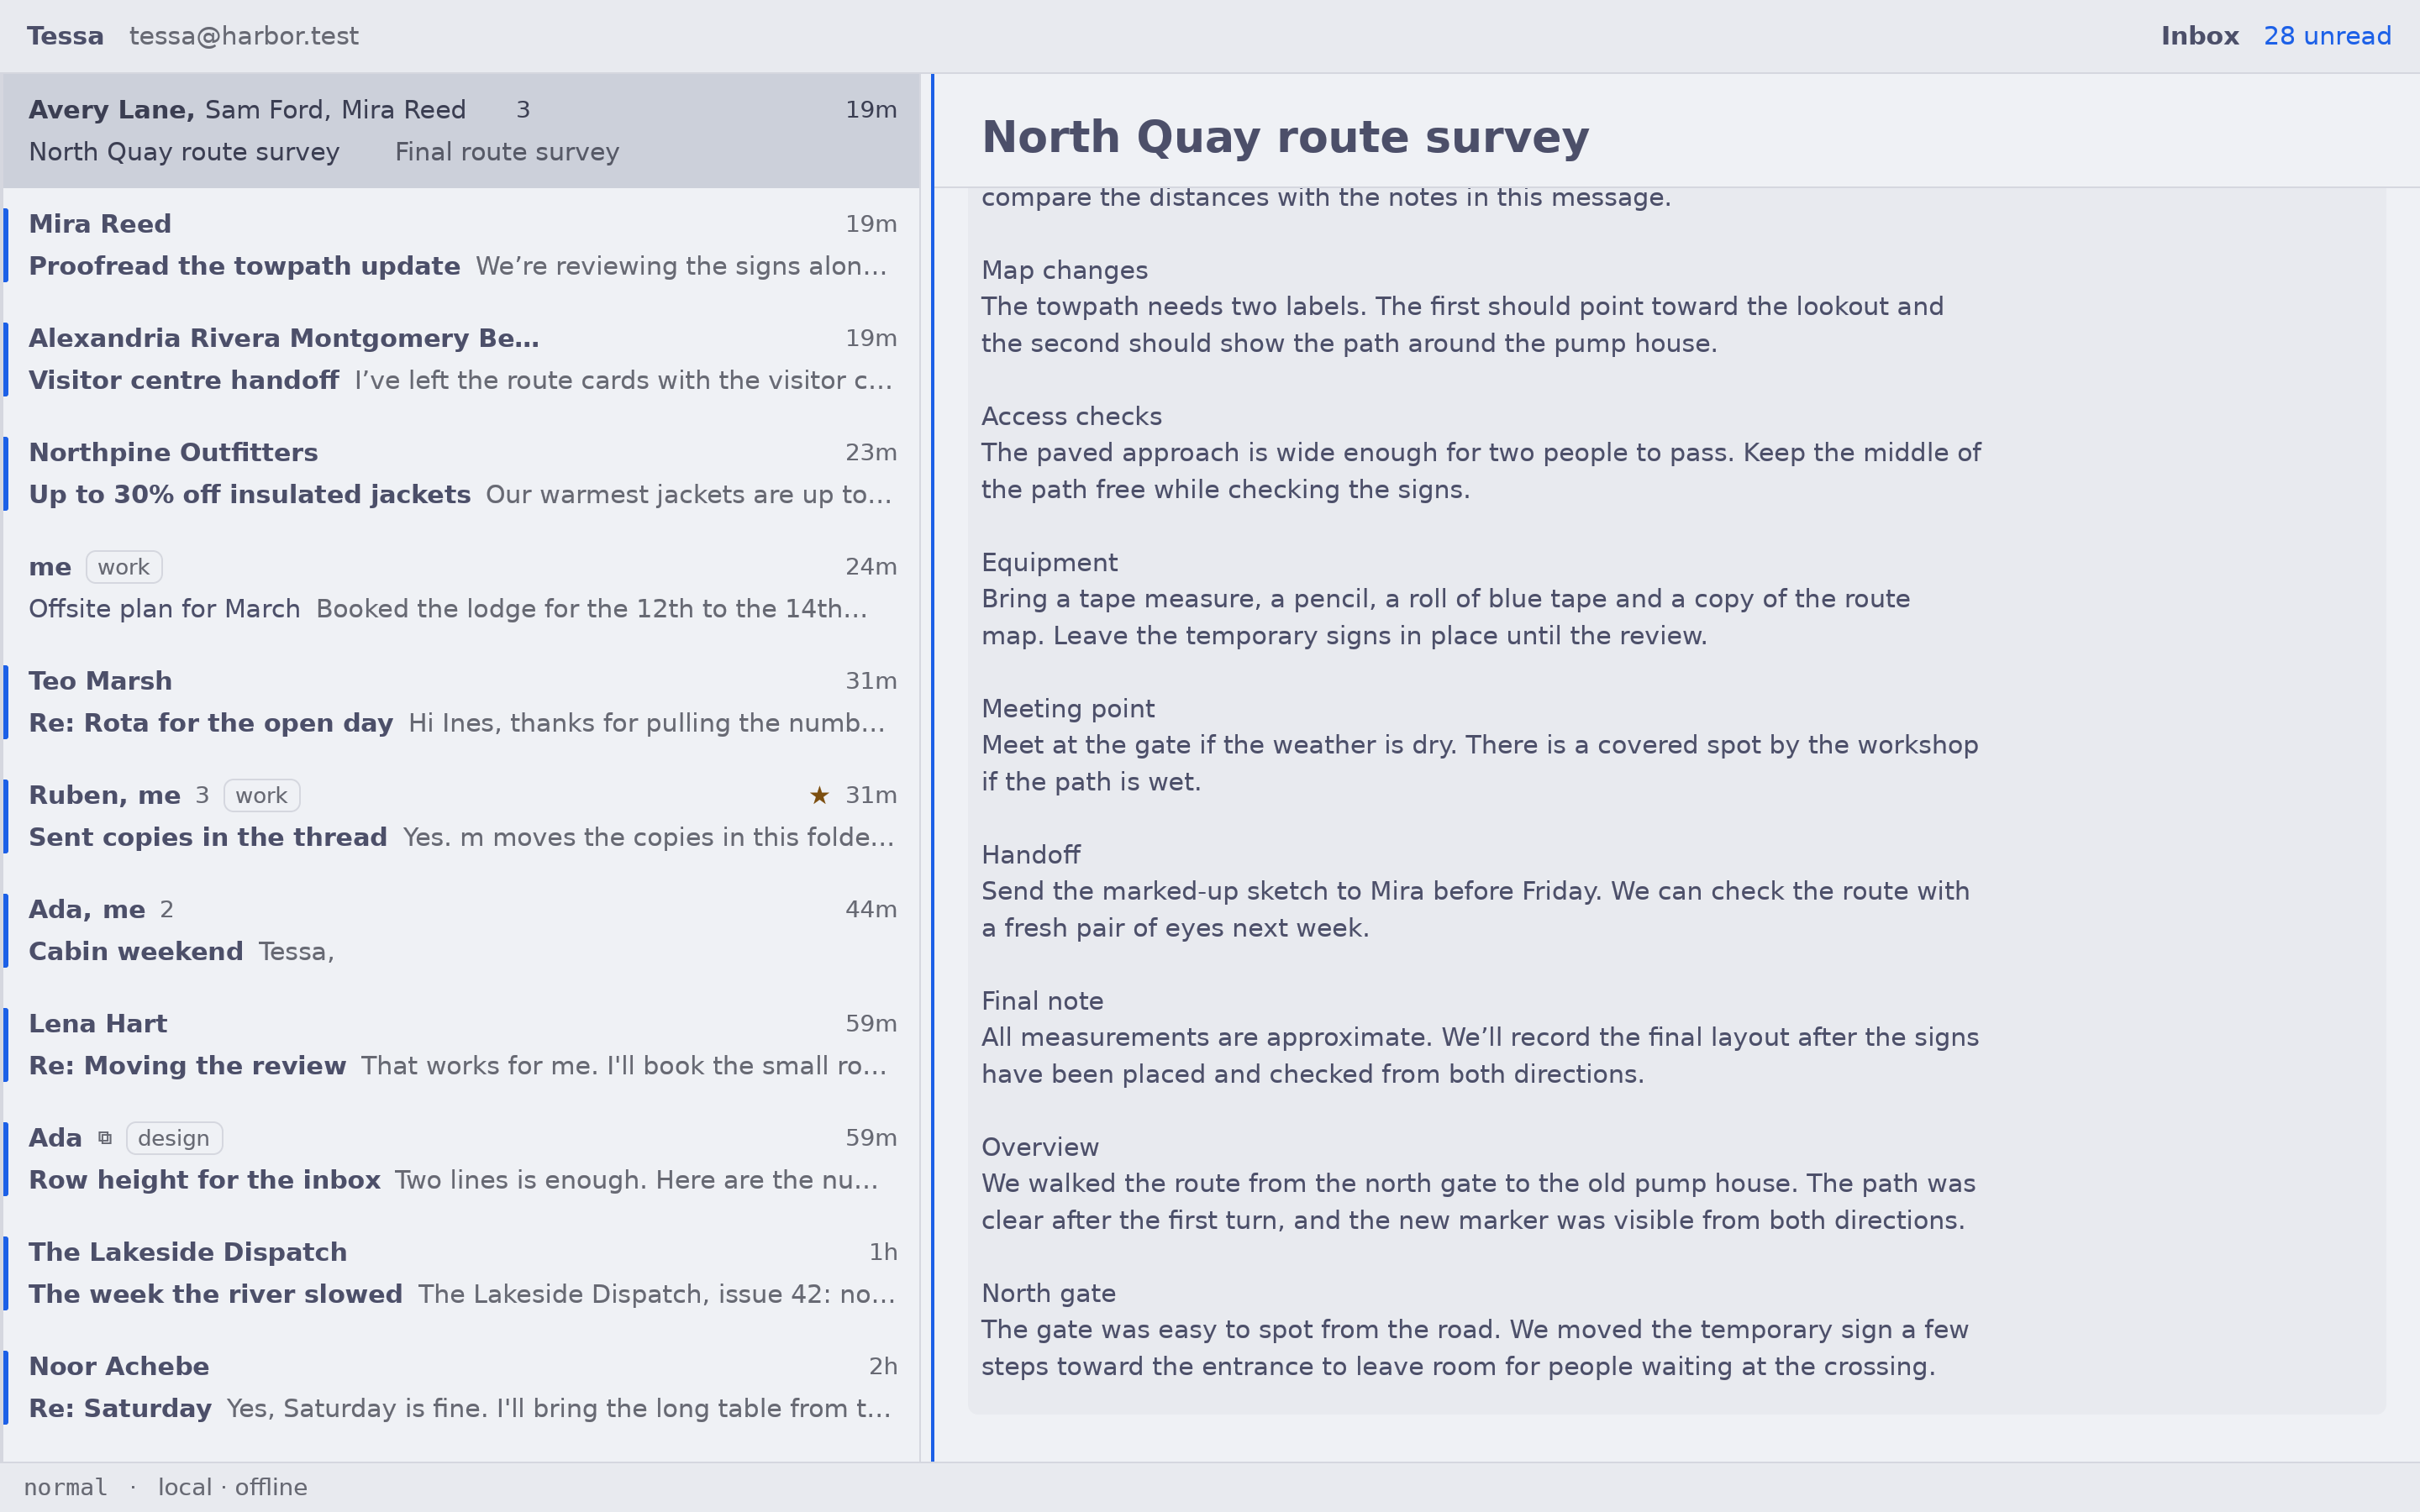 Tessa tessa@harbor.test
Inbox 28 unread
Avery Lane, Sam Ford, Mira Reed 3 19m
North Quay route survey Final route survey
Mira Reed 19m
Proofread the towpath update We’re reviewing the signs alon…
Alexandria Rivera Montgomery Be… 19m
Visitor centre handoff I’ve left the route cards with the visitor c…
Northpine Outfitters 23m
Up to 30% off insulated jackets Our warmest jackets are up to…
me work 24m
Offsite plan for March Booked the lodge for the 12th to the 14th…
Teo Marsh 31m
Re: Rota for the open day Hi Ines, thanks for pulling the numb…
Ruben, me 3 work ★ 31m
Sent copies in the thread Yes. m moves the copies in this folde…
Ada, me 2 44m
Cabin weekend Tessa,
Lena Hart 59m
Re: Moving the review That works for me. I'll book the small ro…
Ada design 59m
Row height for the inbox Two lines is enough. Here are the nu…
The Lakeside Dispatch 1h
The week the river slowed The Lakeside Dispatch, issue 42: no…
Noor Achebe 2h
Re: Saturday Yes, Saturday is fine. I'll bring the long table from t…
North Quay route survey
compare the distances with the notes in this message.
Map changes
The towpath needs two labels. The first should point toward the lookout and
the second should show the path around the pump house.
Access checks
The paved approach is wide enough for two people to pass. Keep the middle of
the path free while checking the signs.
Equipment
Bring a tape measure, a pencil, a roll of blue tape and a copy of the route
map. Leave the temporary signs in place until the review.
Meeting point
Meet at the gate if the weather is dry. There is a covered spot by the workshop
if the path is wet.
Handoff
Send the marked-up sketch to Mira before Friday. We can check the route with
a fresh pair of eyes next week.
Final note
All measurements are approximate. We’ll record the final layout after the signs
have been placed and checked from both directions.
Overview
We walked the route from the north gate to the old pump house. The path was
clear after the first turn, and the new marker was visible from both directions.
North gate
The gate was easy to spot from the road. We moved the temporary sign a few
steps toward the entrance to leave room for people waiting at the crossing.
normal · local · offline